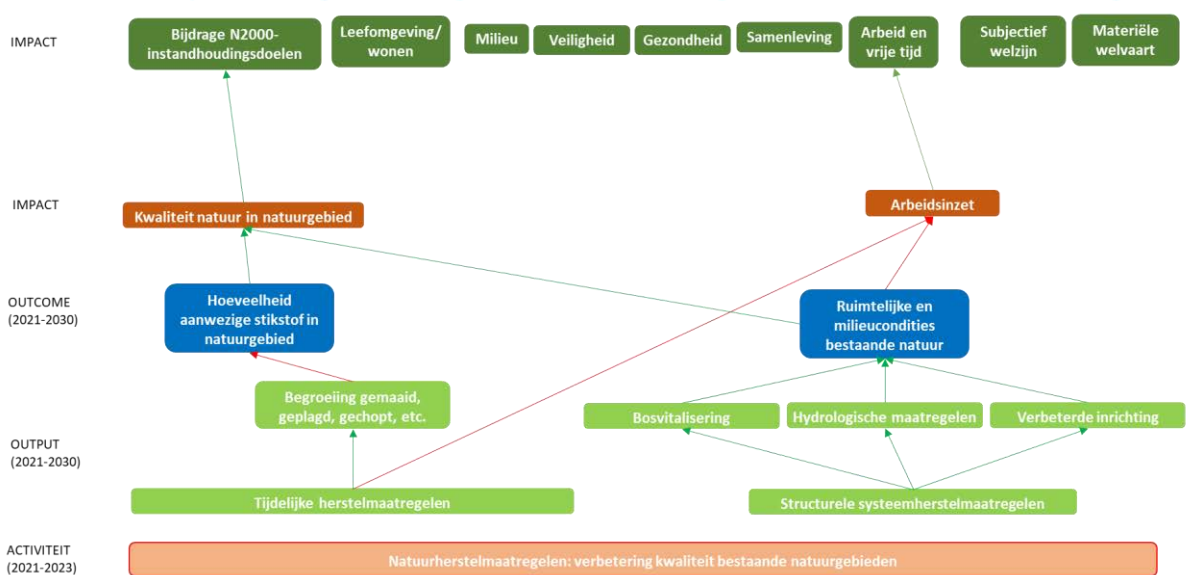 IMPACT
Bijdrage N2000-
instandhoudingsdoelen
Leefomgeving/
wonen
Milieu
Veiligheid
Gezondheid
Samenleving
Arbeid en
vrije tijd
Subjectief
welzijn
Materiële
welvaart
IMPACT
Kwaliteit natuur in natuurgebied
Arbeidsinzet
OUTCOME
(2021-2030)
Hoeveelheid
aanwezige stikstof in
natuurgebied
Ruimtelijke en
milieucondities
bestaande natuur
Begroeiing gemaaid,
geplagd, gechopt, etc.
Bosvitalisering
Hydrologische maatregelen
Verbeterde inrichting
OUTPUT
(2021-2030)
Tijdelijke herstelmaatregelen
Structurele systeemherstelmaatregelen
ACTIVITEIT
(2021-2023)
Natuurherstelmaatregelen: verbetering kwaliteit bestaande natuurgebieden